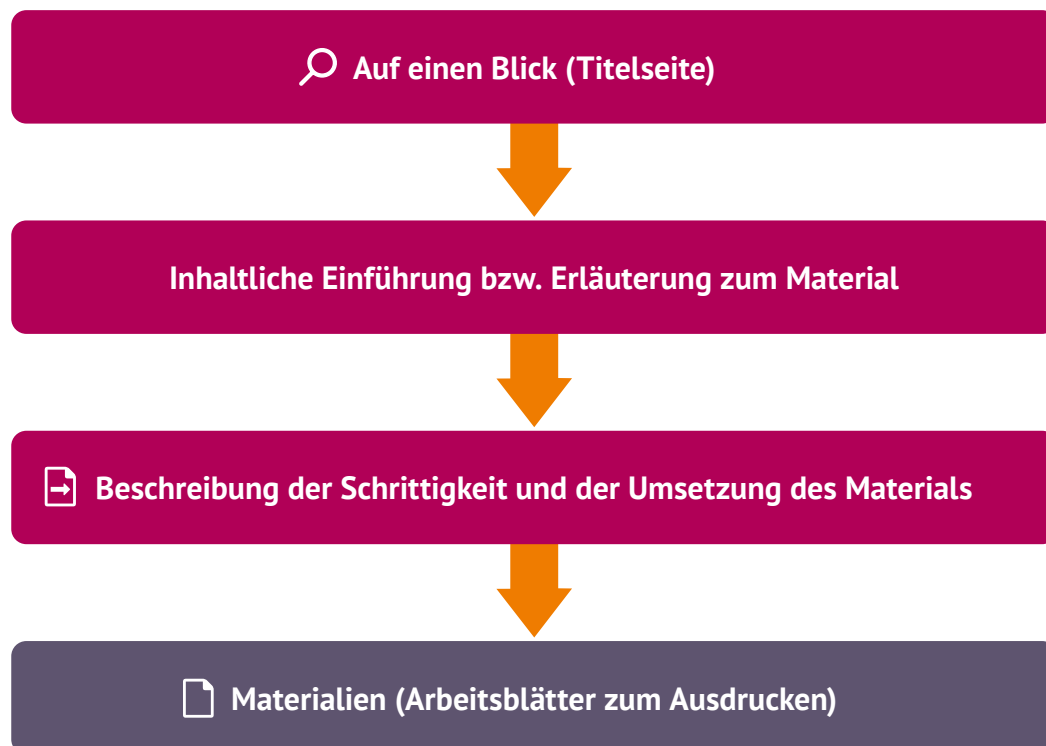 Auf einen Blick (Titelseite)
Inhaltliche Einführung bzw. Erläuterung zum Material
Beschreibung der Schrittigkeit und der Umsetzung des Materials
Materialien (Arbeitsblätter zum Ausdrucken)